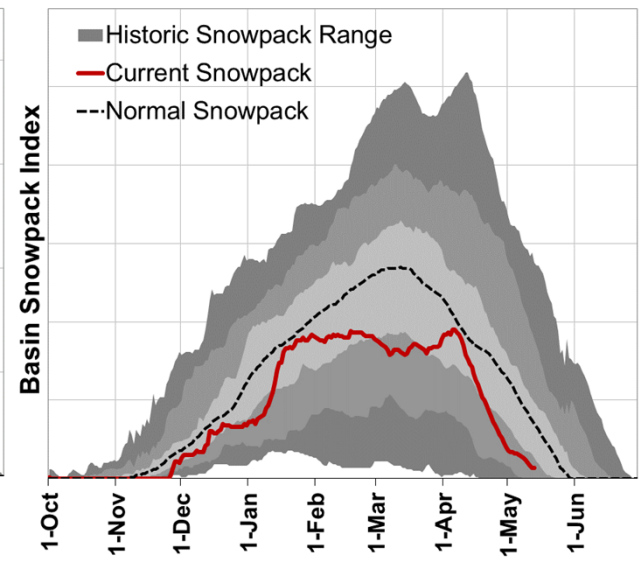 Historic Snowpack Range
Current Snowpack
Normal Snowpack
Basin Snowpack Index
1-Oct
1-Nov
1-Dec
1-Jan
1-Feb
1-Mar
1-Apr
1-May
1-Jun